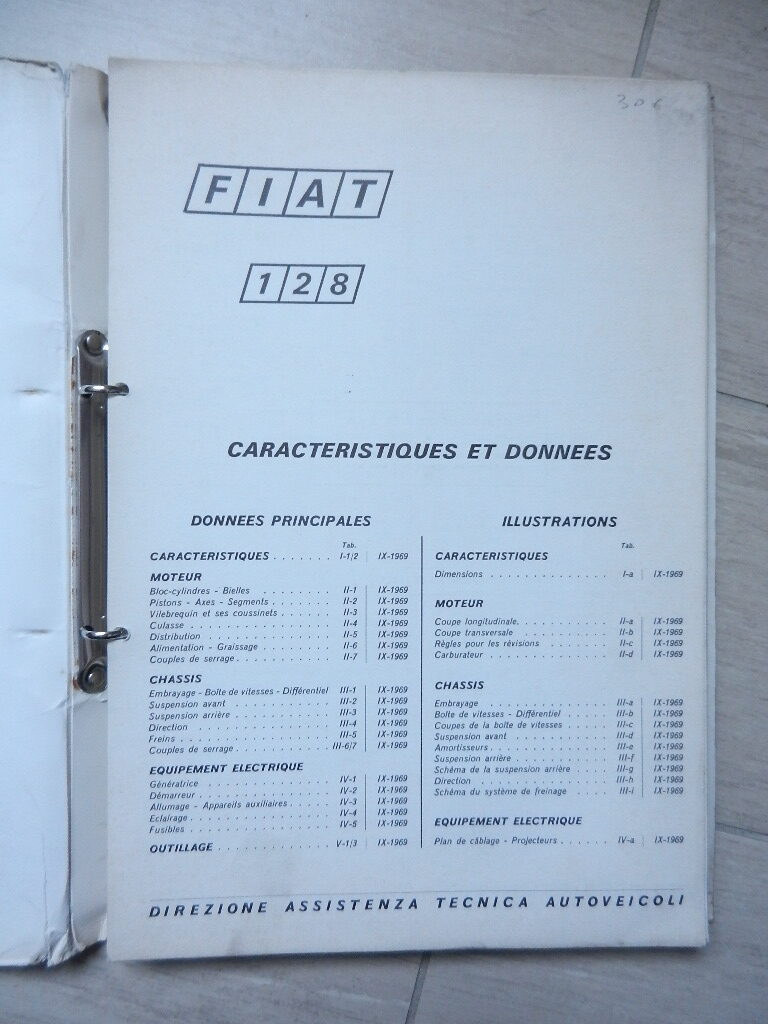 306
FIAT
128
CARACTERISTIQUES ET DONNEES
DONNEES PRINCIPALES
Tab.
CARACTERISTIQUES . . . . . . . I-1/2 IX-1969
MOTEUR
Bloc-cylindres - Bielles . . . . . . . . II-1 IX-1969
Pistons - Axes - Segments . . . . . . . II-2 IX-1969
Vilebrequin et ses coussinets . . . . . . II-3 IX-1969
Culasse . . . . . . . . . . . . . . II-4 IX-1969
Distribution . . . . . . . . . . . . II-5 IX-1969
Alimentation - Graissage . . . . . . . . II-6 IX-1969
Couples de serrage . . . . . . . . . . II-7 IX-1969
CHASSIS
Embrayage - Boîte de vitesses - Différentiel III-1 IX-1969
Suspension avant . . . . . . . . . . III-2 IX-1969
Suspension arrière . . . . . . . . . . III-3 IX-1969
Direction . . . . . . . . . . . . . III-4 IX-1969
Freins . . . . . . . . . . . . . . III-5 IX-1969
Couples de serrage . . . . . . . . . . III-6/7 IX-1969
EQUIPEMENT ELECTRIQUE
Génératrice . . . . . . . . . . . . IV-1 IX-1969
Démarreur . . . . . . . . . . . . . IV-2 IX-1969
Allumage - Appareils auxiliaires . . . . . IV-3 IX-1969
Eclairage . . . . . . . . . . . . . IV-4 IX-1969
Fusibles . . . . . . . . . . . . . IV-5 IX-1969
OUTILLAGE . . . . . . . . . . . . V-1/3 IX-1969
ILLUSTRATIONS
Tab.
CARACTERISTIQUES
Dimensions . . . . . . . . . . . . I-a IX-1969
MOTEUR
Coupe longitudinale. . . . . . . . . . II-a IX-1969
Coupe transversale . . . . . . . . . . II-b IX-1969
Règles pour les révisions . . . . . . . II-c IX-1969
Carburateur . . . . . . . . . . . . II-d IX-1969
CHASSIS
Embrayage . . . . . . . . . . . . . III-a IX-1969
Boîte de vitesses - Différentiel . . . . . III-b IX-1969
Coupes de la boîte de vitesses . . . . . III-c IX-1969
Suspension avant . . . . . . . . . . III-d IX-1969
Amortisseurs . . . . . . . . . . . . III-e IX-1969
Suspension arrière . . . . . . . . . . III-f IX-1969
Schéma de la suspension arrière . . . . III-g IX-1969
Direction . . . . . . . . . . . . . III-h IX-1969
Schéma du système de freinage . . . . III-i IX-1969
EQUIPEMENT ELECTRIQUE
Plan de câblage - Projecteurs . . . . . . IV-a IX-1969
DIREZIONE ASSISTENZA TECNICA AUTOVEICOLI